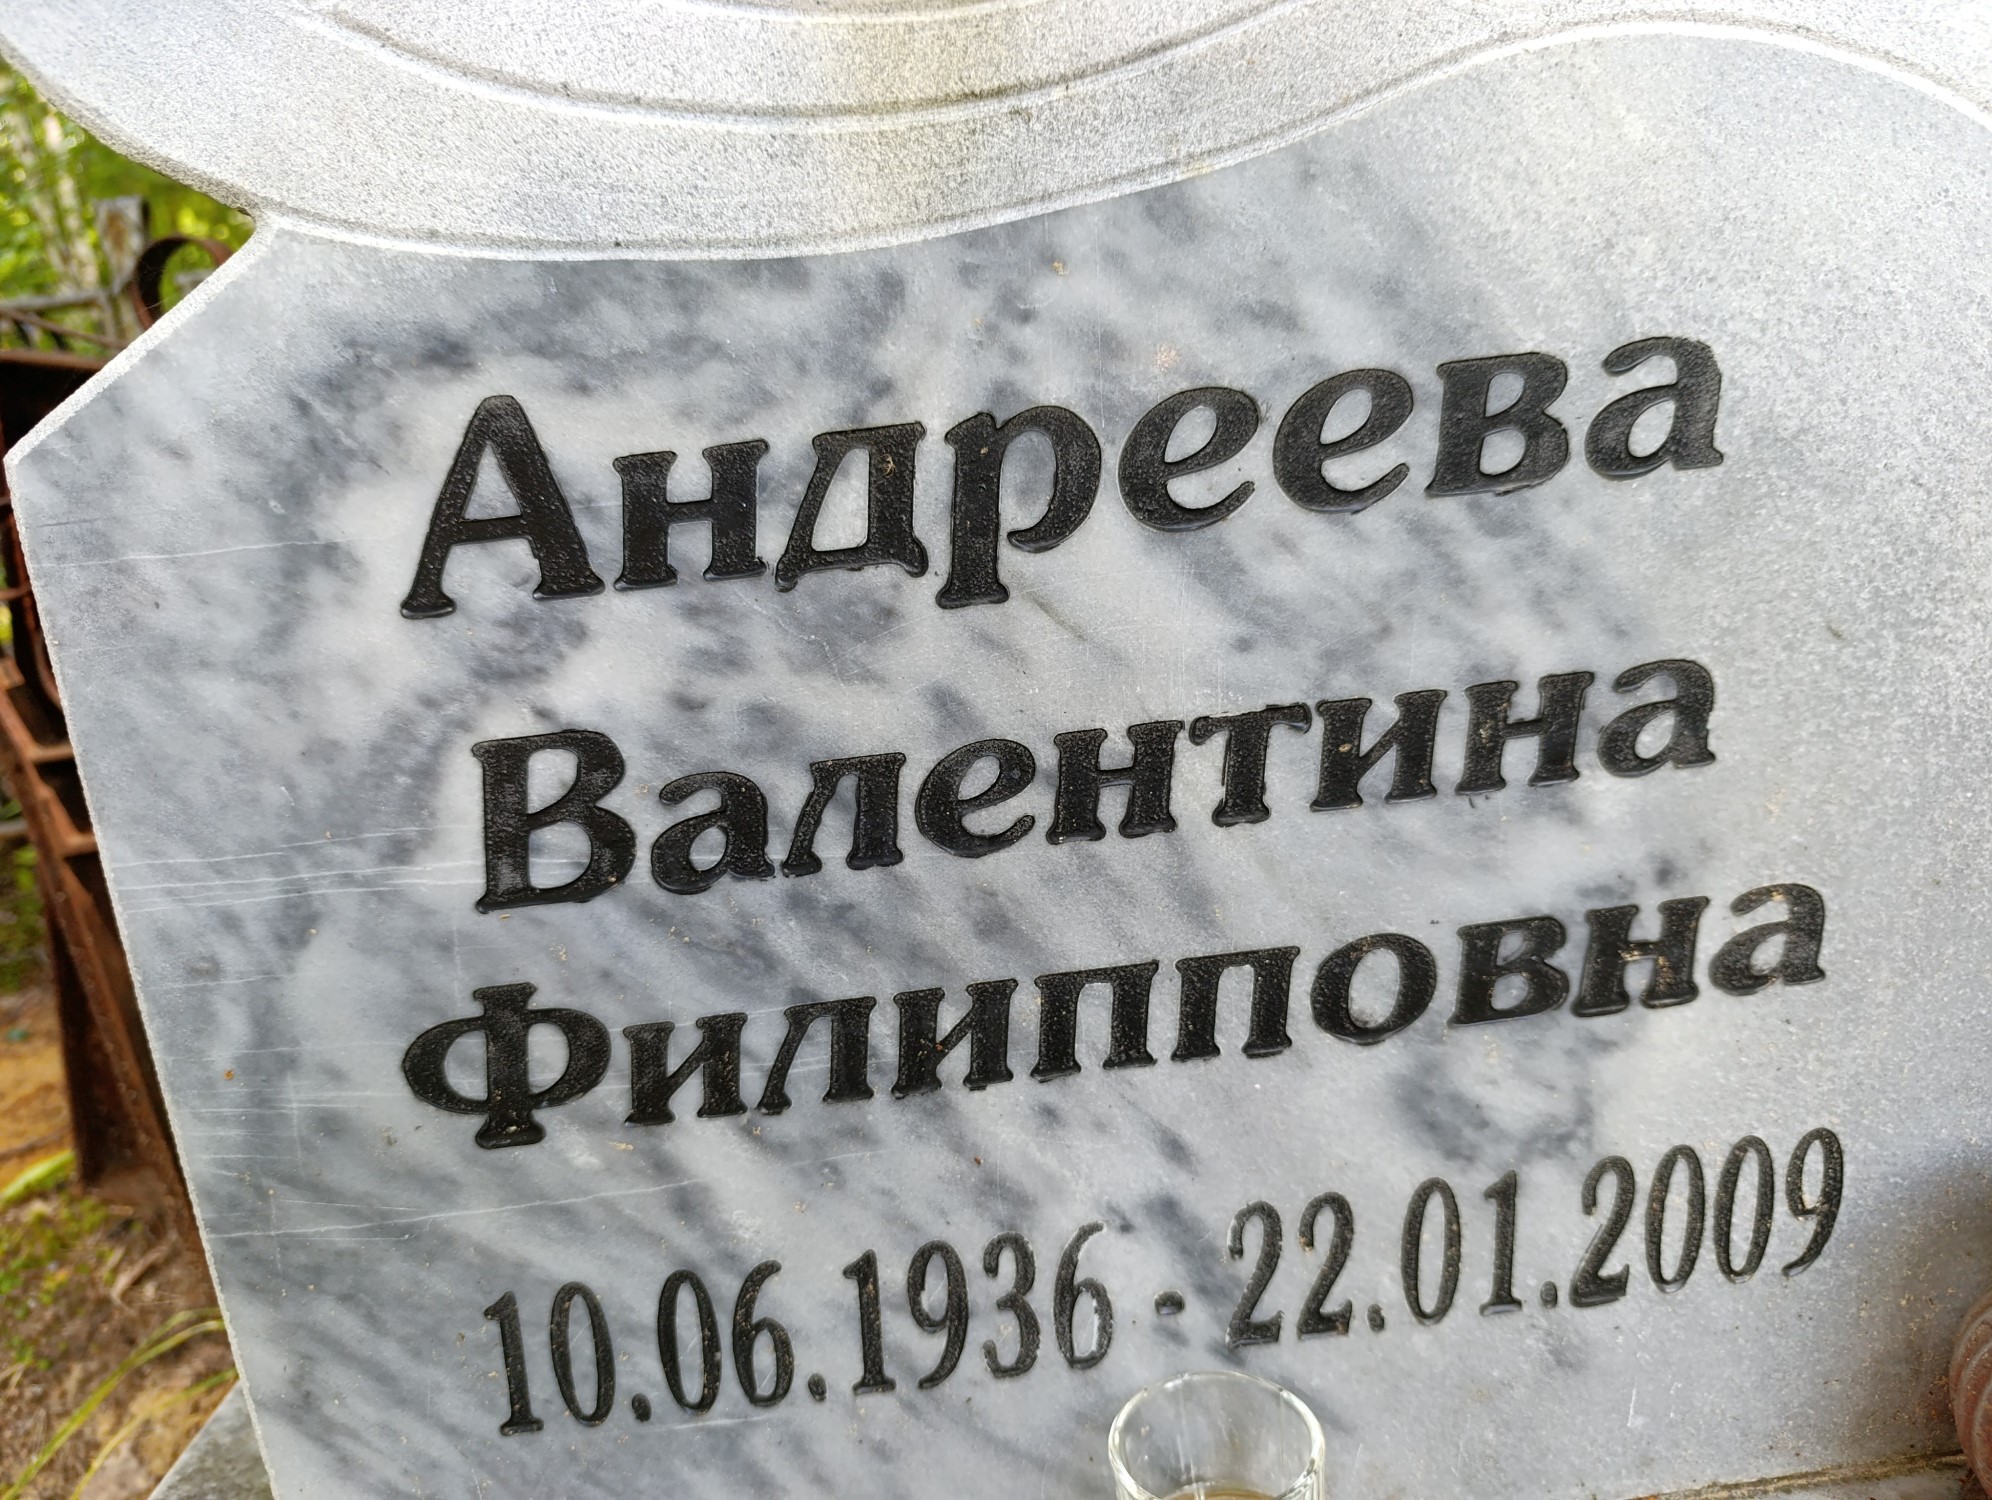 Андреева
Валентина
Филипповна
10.06.1936 - 22.01.2009